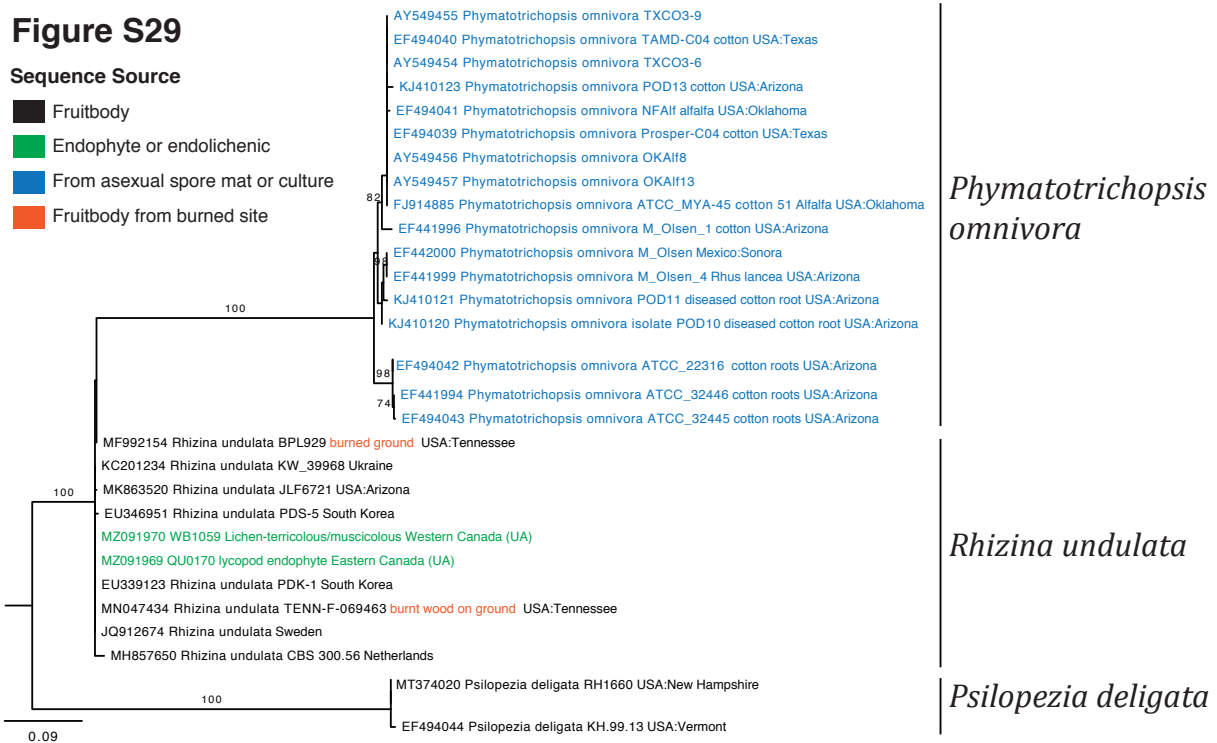 Figure S29
Sequence Source
Fruitbody
Endophyte or endolichenic
From asexual spore mat or culture
Fruitbody from burned site
AY549455 Phymatotrichopsis omnivora TXCO3-9
EF494040 Phymatotrichopsis omnivora TAMD-C04 cotton USA:Texas
AY549454 Phymatotrichopsis omnivora TXCO3-6
KJ410123 Phymatotrichopsis omnivora POD13 cotton USA:Arizona
EF494041 Phymatotrichopsis omnivora NFAlf alfalfa USA:Oklahoma
EF494039 Phymatotrichopsis omnivora Prosper-C04 cotton USA:Texas
AY549456 Phymatotrichopsis omnivora OKAlf8
AY549457 Phymatotrichopsis omnivora OKAlf13
82
FJ914885 Phymatotrichopsis omnivora ATCC_MYA-45 cotton 51 Alfalfa USA:Oklahoma
EF441996 Phymatotrichopsis omnivora M_Olsen_1 cotton USA:Arizona
EF442000 Phymatotrichopsis omnivora M_Olsen Mexico:Sonora
98
EF441999 Phymatotrichopsis omnivora M_Olsen_4 Rhus lancea USA:Arizona
KJ410121 Phymatotrichopsis omnivora POD11 diseased cotton root USA:Arizona
100
KJ410120 Phymatotrichopsis omnivora isolate POD10 diseased cotton root USA:Arizona
EF494042 Phymatotrichopsis omnivora ATCC_22316 cotton roots USA:Arizona
98
EF441994 Phymatotrichopsis omnivora ATCC_32446 cotton roots USA:Arizona
74
EF494043 Phymatotrichopsis omnivora ATCC_32445 cotton roots USA:Arizona
Phymatotrichopsis
omnivora
MF992154 Rhizina undulata BPL929 burned ground USA:Tennessee
KC201234 Rhizina undulata KW_39968 Ukraine
MK863520 Rhizina undulata JLF6721 USA:Arizona
100
EU346951 Rhizina undulata PDS-5 South Korea
MZ091970 WB1059 Lichen-terricolous/muscicolous Western Canada (UA)
MZ091969 QU0170 lycopod endophyte Eastern Canada (UA)
EU339123 Rhizina undulata PDK-1 South Korea
MN047434 Rhizina undulata TENN-F-069463 burnt wood on ground USA:Tennessee
JQ912674 Rhizina undulata Sweden
MH857650 Rhizina undulata CBS 300.56 Netherlands
Rhizina undulata
MT374020 Psilopezia deligata RH1660 USA:New Hampshire
100
EF494044 Psilopezia deligata KH.99.13 USA:Vermont
Psilopezia deligata
0.09